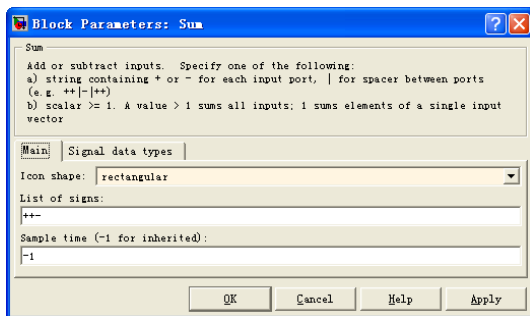 Block Parameters: Sum
Sum
Add or subtract inputs. Specify one of the following:
a) string containing + or - for each input port, | for spacer between ports
(e.g. ++|-|++)
b) scalar >= 1. A value > 1 sums all inputs; 1 sums elements of a single input
vector
Main
Signal data types
Icon shape: rectangular
List of signs:
++-
Sample time (-1 for inherited):
-1
OK Cancel Help Apply